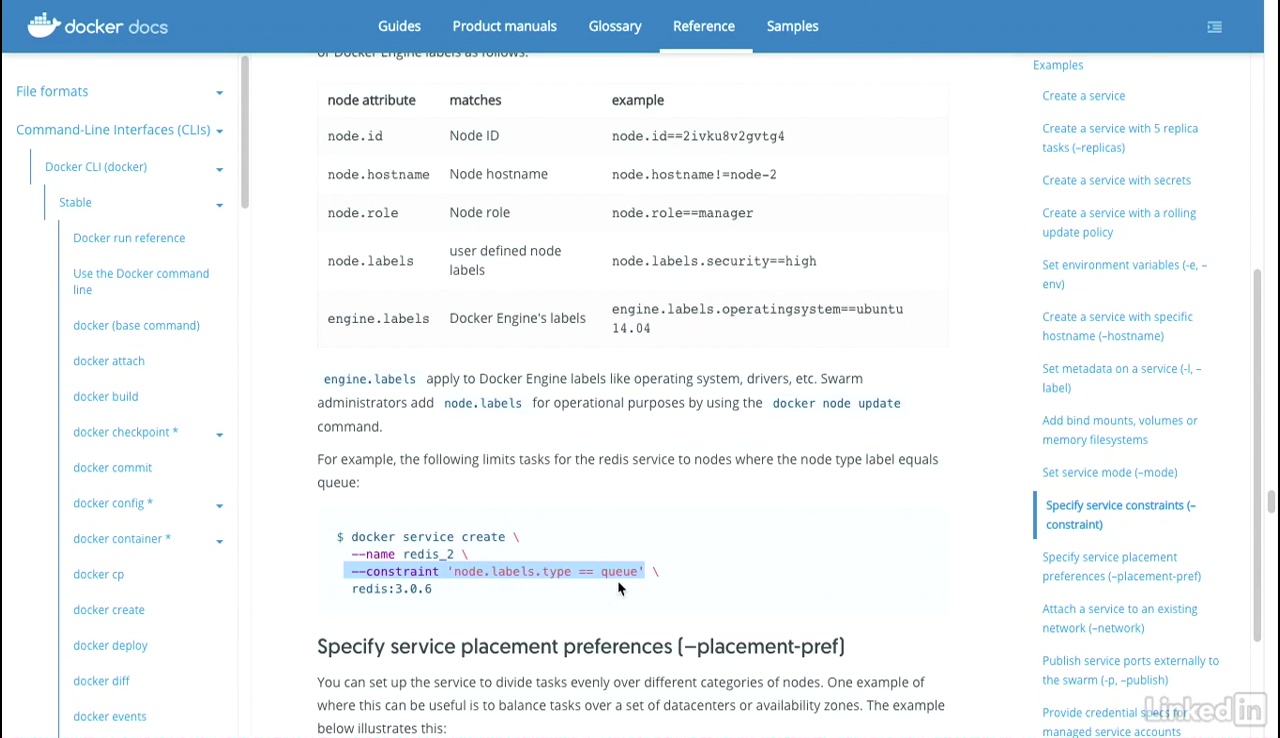 docker docs
Guides
Product manuals
Glossary
Reference
Samples
File formats
Command-Line Interfaces (CLIs)
Docker CLI (docker)
Stable
Docker run reference
Use the Docker command
line
docker (base command)
docker attach
docker build
docker checkpoint *
docker commit
docker config *
docker container *
docker cp
docker create
docker deploy
docker diff
docker events
of Docker Engine labels as follows:
node attribute matches example
node.id Node ID node.id==2ivku8v2gvtg4
node.hostname Node hostname node.hostname!=node-2
node.role Node role node.role==manager
node.labels user defined node
labels node.labels.security==high
engine.labels Docker Engine's labels engine.labels.operatingsystem==ubuntu
14.04
engine.labels apply to Docker Engine labels like operating system, drivers, etc. Swarm
administrators add node.labels for operational purposes by using the docker node update
command.
For example, the following limits tasks for the redis service to nodes where the node type label equals
queue:
$ docker service create \
--name redis_2 \
--constraint 'node.labels.type == queue' \
redis:3.0.6
Specify service placement preferences (–placement-pref)
You can set up the service to divide tasks evenly over different categories of nodes. One example of
where this can be useful is to balance tasks over a set of datacenters or availability zones. The example
below illustrates this:
Examples
Create a service
Create a service with 5 replica
tasks (–replicas)
Create a service with secrets
Create a service with a rolling
update policy
Set environment variables (-e, –
env)
Create a service with specific
hostname (–hostname)
Set metadata on a service (-l, –
label)
Add bind mounts, volumes or
memory filesystems
Set service mode (–mode)
Specify service constraints (–
constraint)
Specify service placement
preferences (–placement-pref)
Attach a service to an existing
network (–network)
Publish service ports externally to
the swarm (-p, –publish)
Provide credential specs for
managed service accounts
Linked in